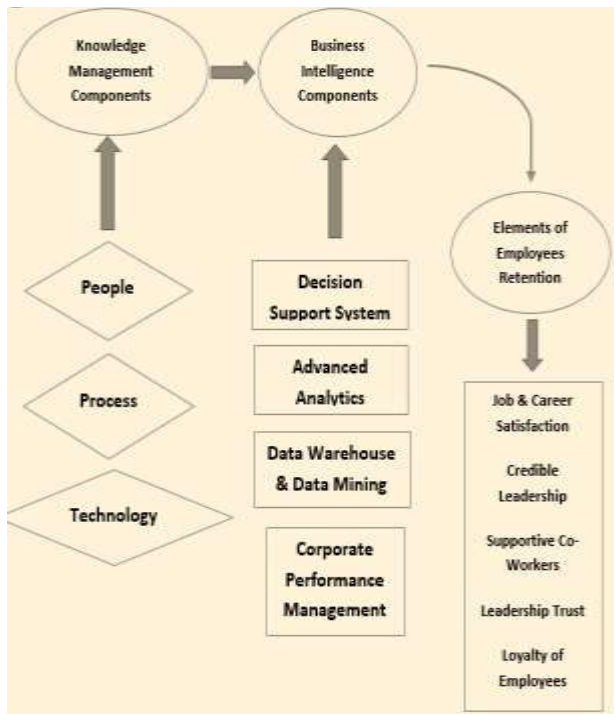 Knowledge
Management
Components
Business
Intelligence
Components
Elements of
Employees
Retention
People
Process
Technology
Decision
Support System
Advanced
Analytics
Data Warehouse
& Data Mining
Corporate
Performance
Management
Job & Career
Satisfaction
Credible
Leadership
Supportive Co-
Workers
Leadership Trust
Loyalty of
Employees